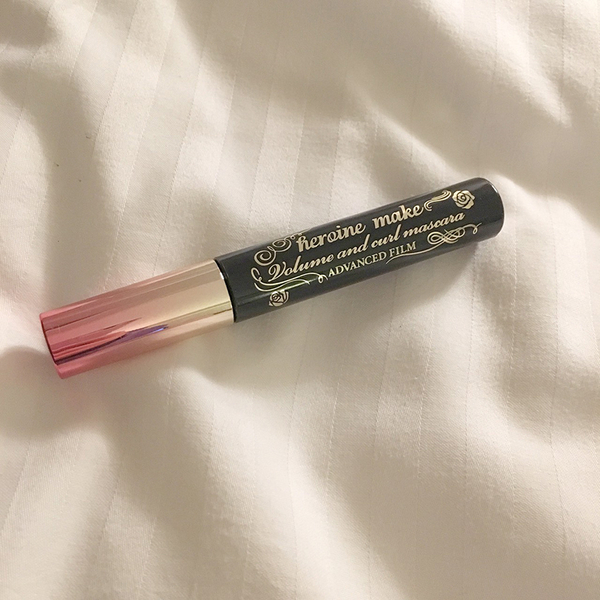 heroine make
Volume and curl mascara
ADVANCED FILM